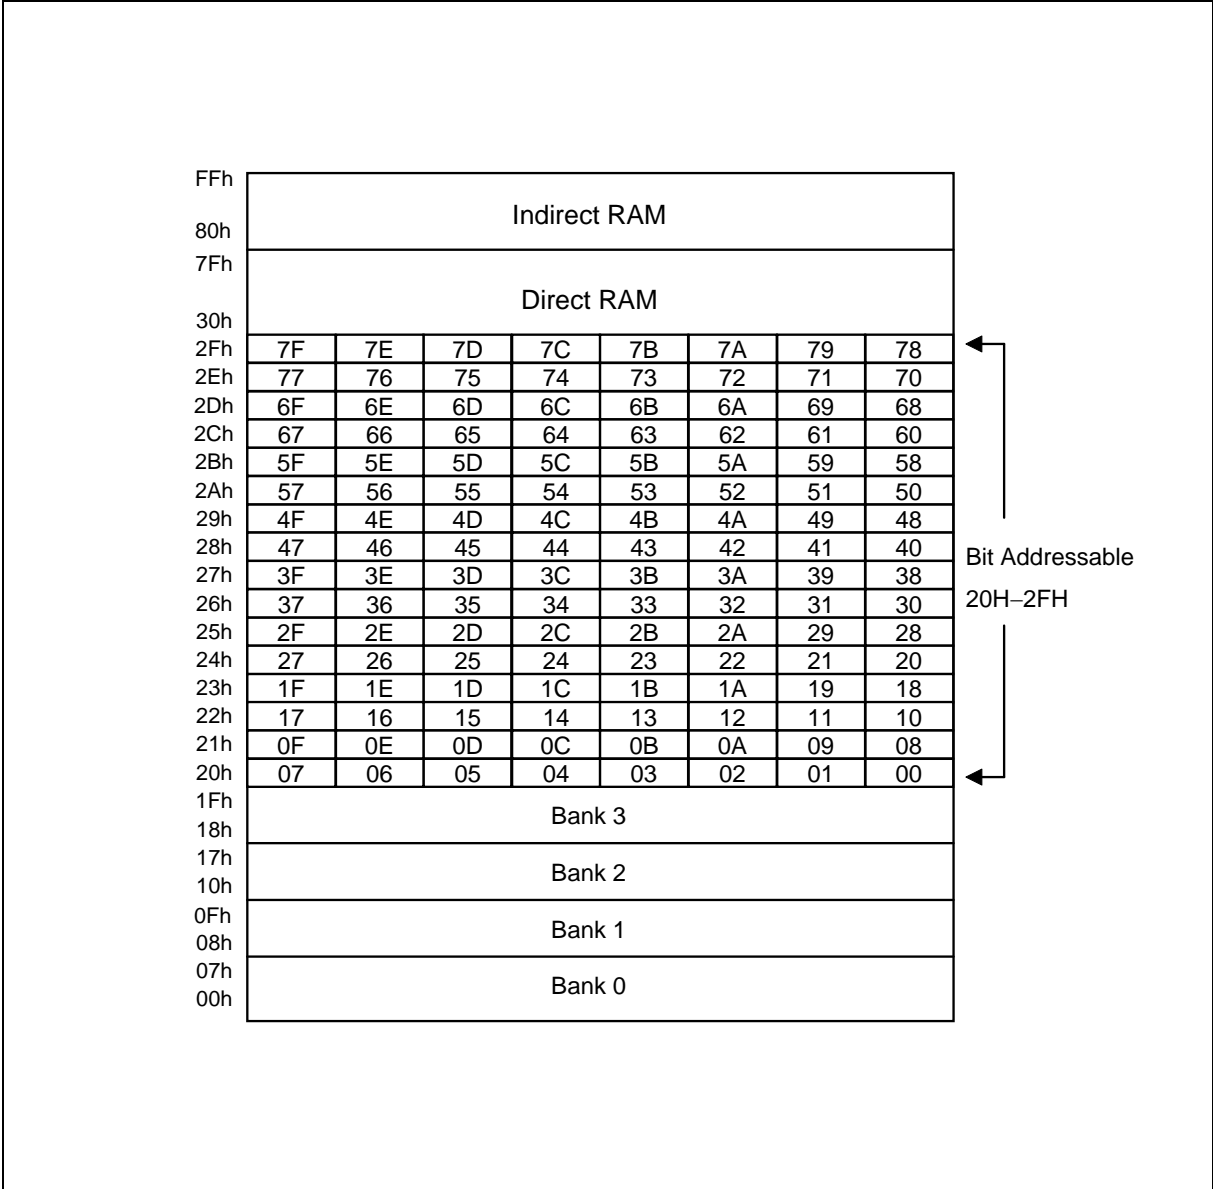 FFh
Indirect RAM
80h
7Fh
Direct RAM
30h
2Fh 7F 7E 7D 7C 7B 7A 79 78
2Eh 77 76 75 74 73 72 71 70
2Dh 6F 6E 6D 6C 6B 6A 69 68
2Ch 67 66 65 64 63 62 61 60
2Bh 5F 5E 5D 5C 5B 5A 59 58
2Ah 57 56 55 54 53 52 51 50
29h 4F 4E 4D 4C 4B 4A 49 48
28h 47 46 45 44 43 42 41 40
Bit Addressable
27h 3F 3E 3D 3C 3B 3A 39 38
26h 37 36 35 34 33 32 31 30
20H–2FH
25h 2F 2E 2D 2C 2B 2A 29 28
24h 27 26 25 24 23 22 21 20
23h 1F 1E 1D 1C 1B 1A 19 18
22h 17 16 15 14 13 12 11 10
21h 0F 0E 0D 0C 0B 0A 09 08
20h 07 06 05 04 03 02 01 00
1Fh
Bank 3
18h
17h
Bank 2
10h
0Fh
Bank 1
08h
07h
Bank 0
00h